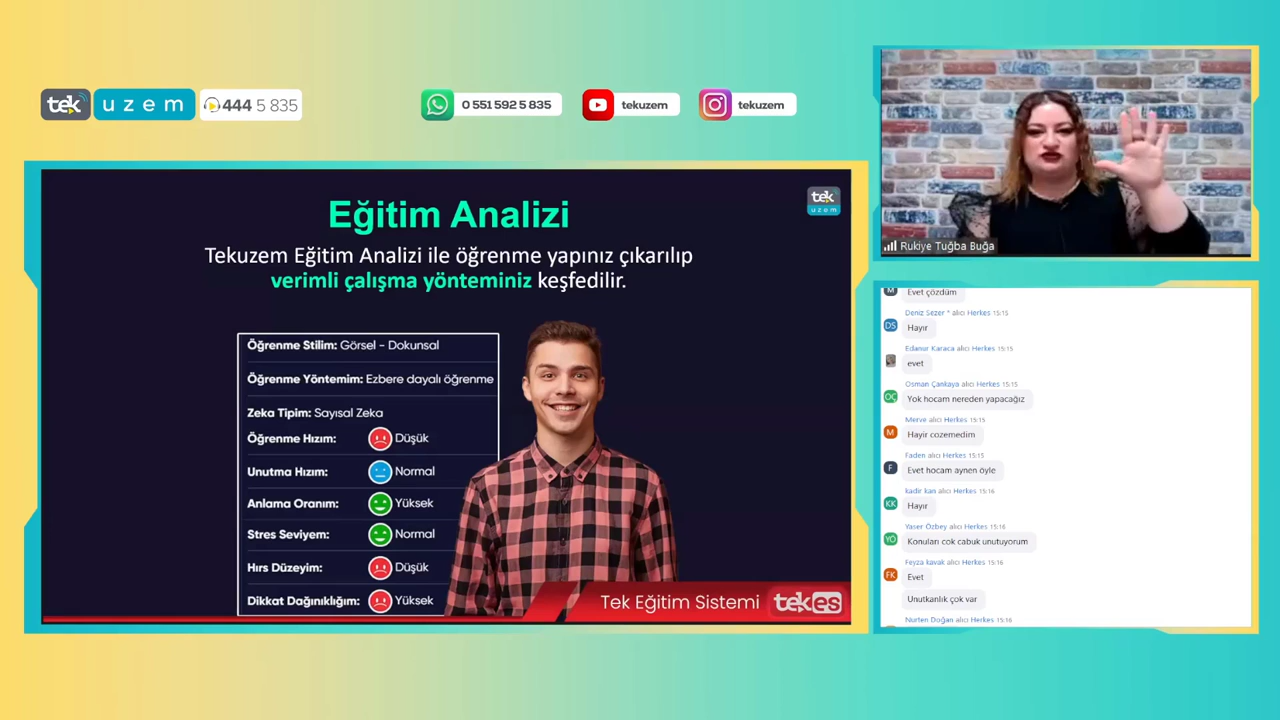 tek uzem 444 5 835
0 551 592 5 835
tekuzem
tekuzem
Eğitim Analizi
tek uzem
Tekuzem Eğitim Analizi ile öğrenme yapınız çıkarılıp
verimli çalışma yönteminiz keşfedilir.
Öğrenme Stilim: Görsel - Dokunsal
Öğrenme Yöntemim: Ezbere dayalı öğrenme
Zeka Tipim: Sayısal Zeka
Öğrenme Hızım: Düşük
Unutma Hızım: Normal
Anlama Oranım: Yüksek
Stres Seviyem: Normal
Hırs Düzeyim: Düşük
Dikkat Dağınıklığım: Yüksek
Tek Eğitim Sistemi tekes
Rukiye Tuğba Buğa
M Evet çözdüm
Deniz Sezer * alıcı Herkes 15:15
DS Hayır
Edanur Karaca alıcı Herkes 15:15
evet
Osman Çankaya alıcı Herkes 15:15
OÇ Yok hocam nereden yapacağız
Merve alıcı Herkes 15:15
M Hayir cozemedim
Faden alıcı Herkes 15:15
F Evet hocam aynen öyle
kadir kan alıcı Herkes 15:16
KK Hayır
Yaser Özbey alıcı Herkes 15:16
YÖ Konuları cok cabuk unutuyorum
Feyza kavak alıcı Herkes 15:16
FK Evet
Unutkanlık çok var
Nurten Doğan alıcı Herkes 15:16